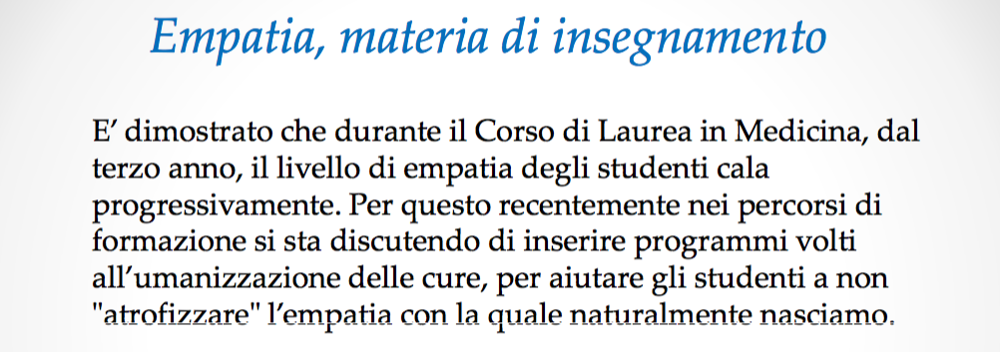 Empatia, materia di insegnamento
E’ dimostrato che durante il Corso di Laurea in Medicina, dal
terzo anno, il livello di empatia degli studenti cala
progressivamente. Per questo recentemente nei percorsi di
formazione si sta discutendo di inserire programmi volti
all’umanizzazione delle cure, per aiutare gli studenti a non
"atrofizzare" l’empatia con la quale naturalmente nasciamo.